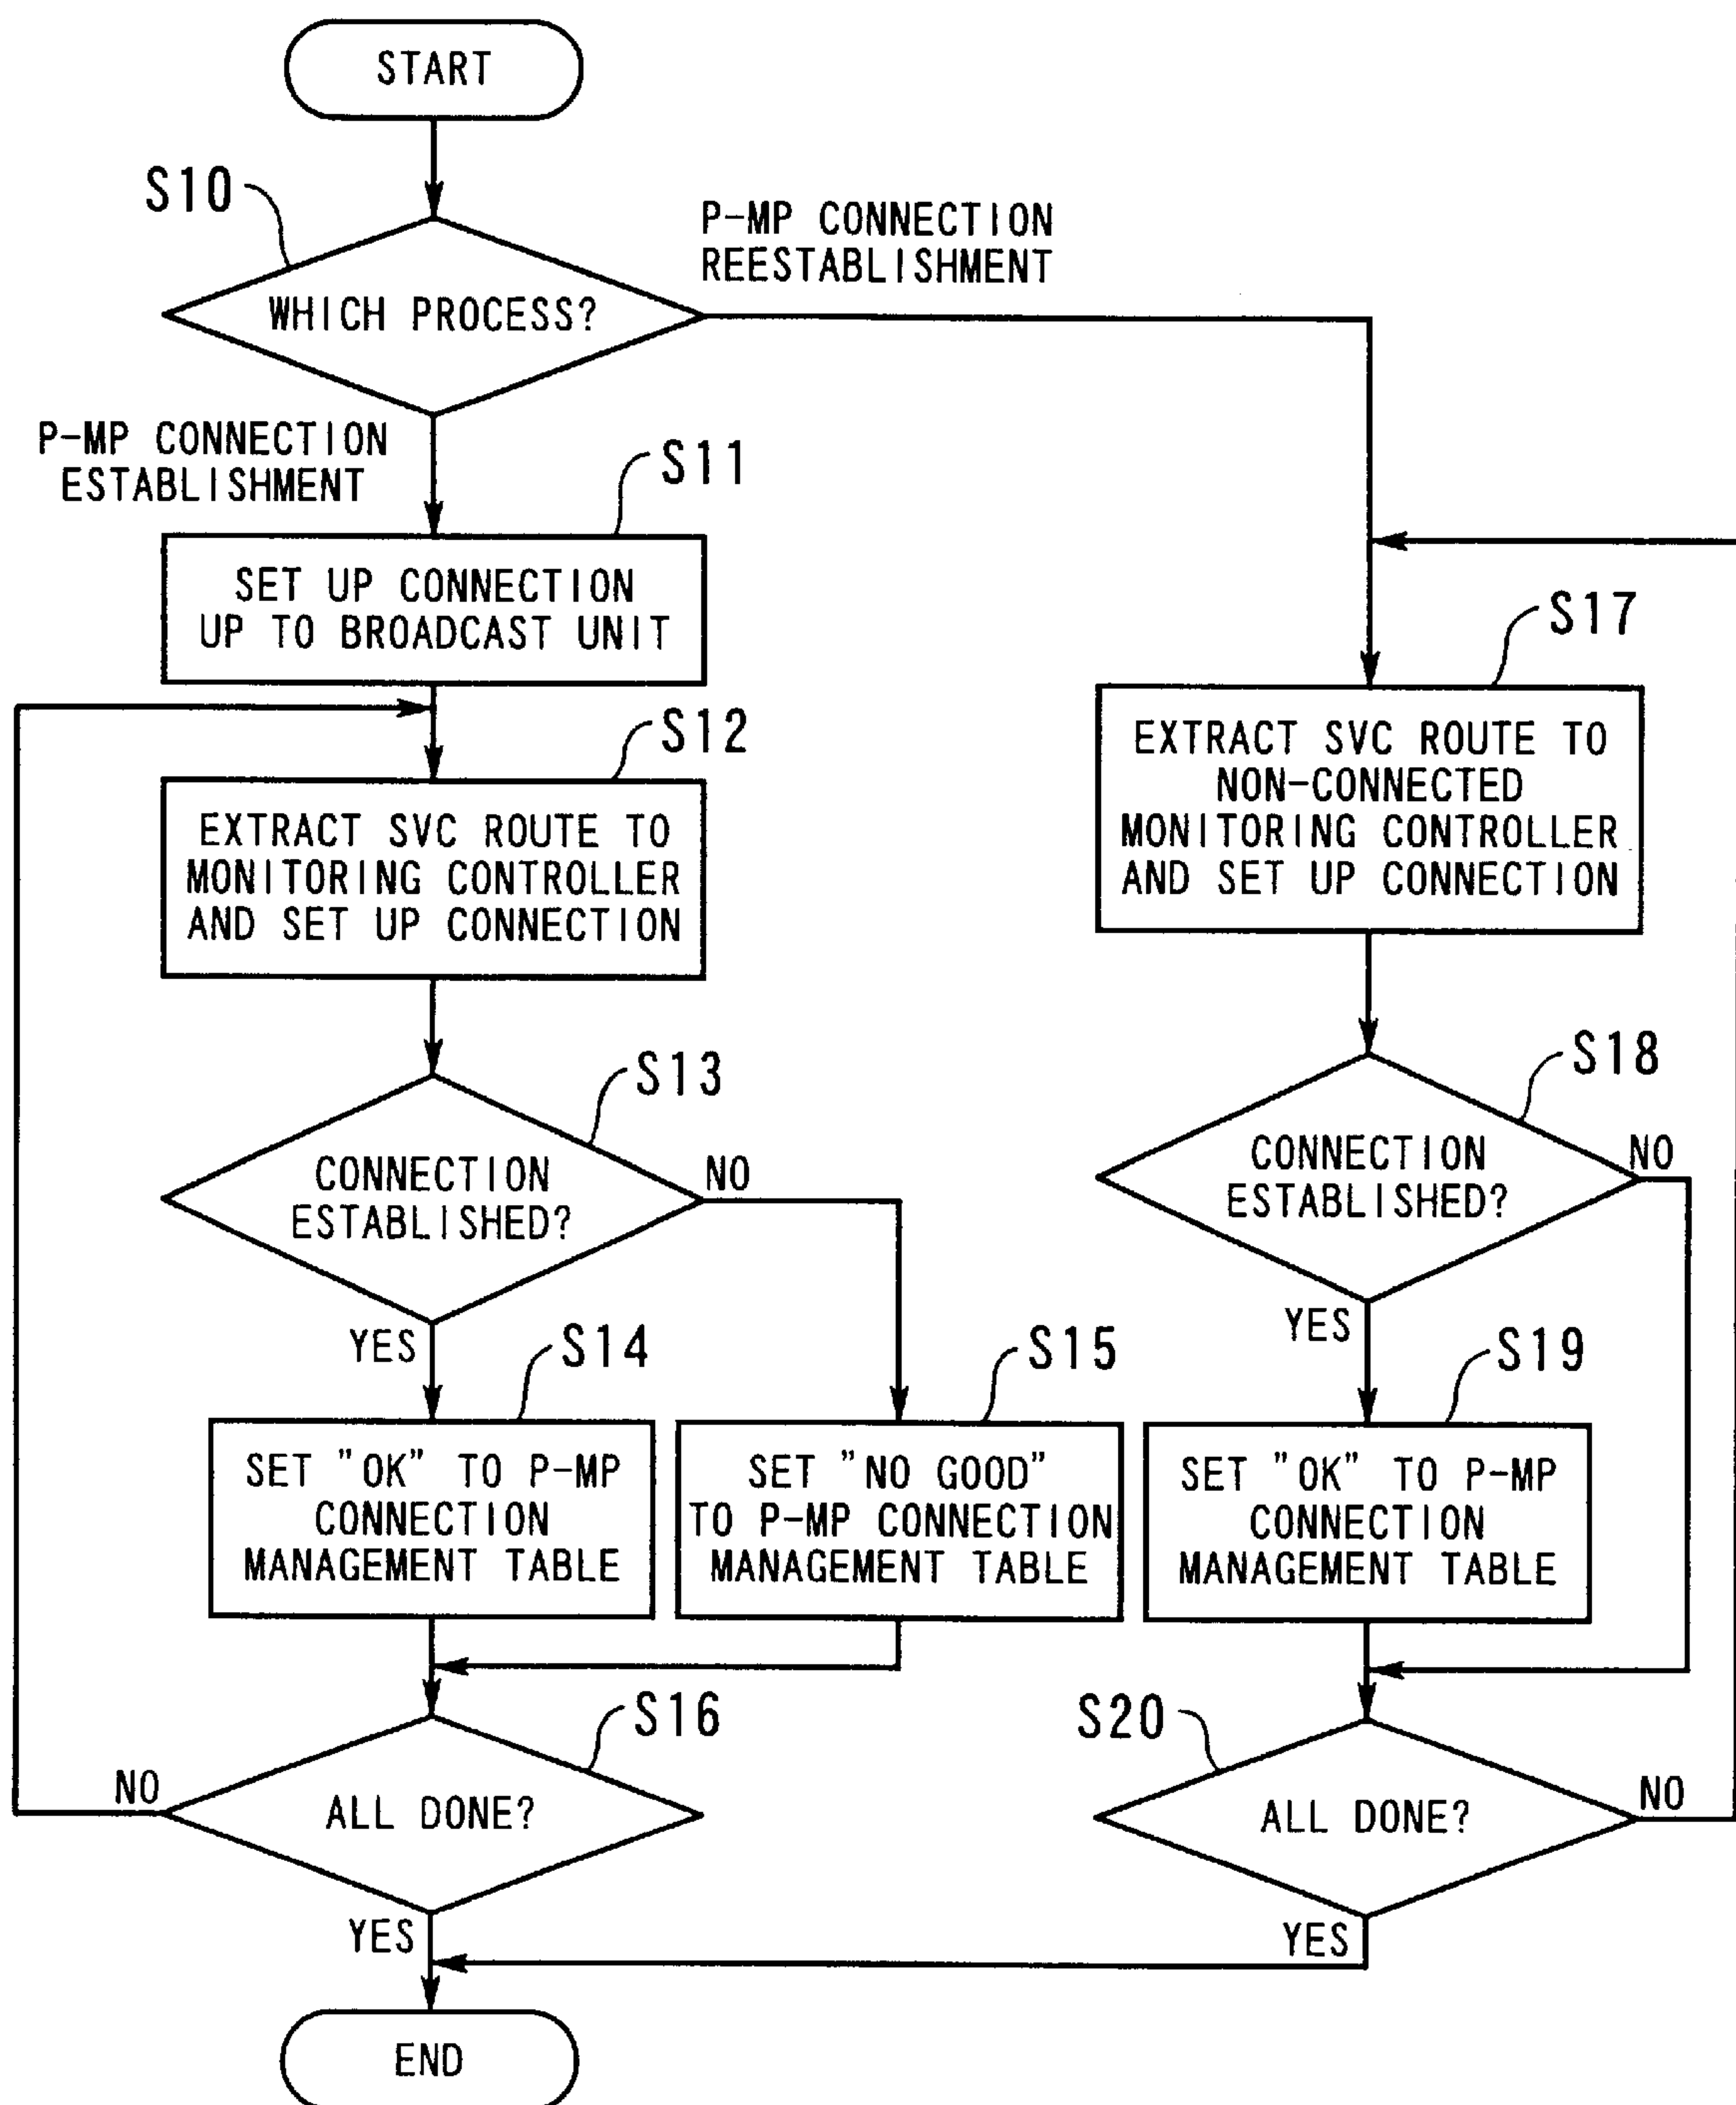 START
S10
WHICH PROCESS?
P-MP CONNECTION
REESTABLISHMENT
P-MP CONNECTION
ESTABLISHMENT
S11
SET UP CONNECTION
UP TO BROADCAST UNIT
S12
EXTRACT SVC ROUTE TO
MONITORING CONTROLLER
AND SET UP CONNECTION
S13
CONNECTION
ESTABLISHED?
NO
YES
S14
SET "OK" TO P-MP
CONNECTION
MANAGEMENT TABLE
S15
SET "NO GOOD"
TO P-MP CONNECTION
MANAGEMENT TABLE
S16
ALL DONE?
NO
YES
S17
EXTRACT SVC ROUTE TO
NON-CONNECTED
MONITORING CONTROLLER
AND SET UP CONNECTION
S18
CONNECTION
ESTABLISHED?
NO
YES
S19
SET "OK" TO P-MP
CONNECTION
MANAGEMENT TABLE
S20
ALL DONE?
NO
YES
END